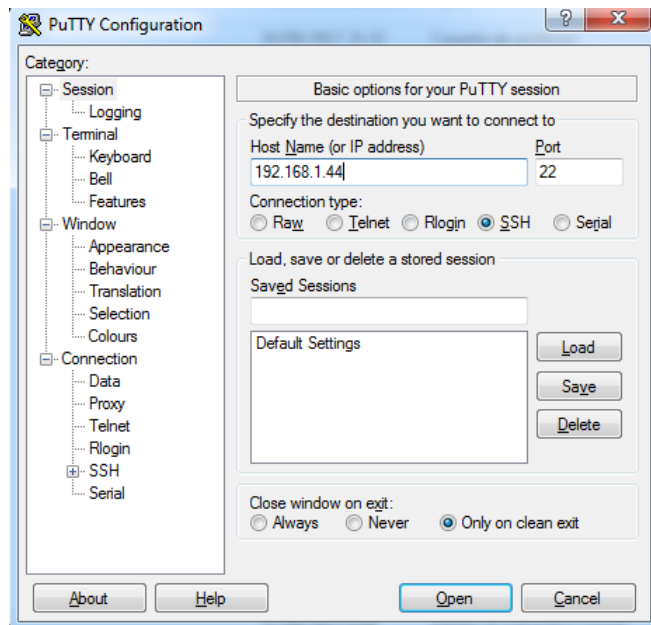 PuTTY Configuration
Category:
Session
Logging
Terminal
Keyboard
Bell
Features
Window
Appearance
Behaviour
Translation
Selection
Colours
Connection
Data
Proxy
Telnet
Rlogin
SSH
Serial
Basic options for your PuTTY session
Specify the destination you want to connect to
Host Name (or IP address) Port
192.168.1.44 22
Connection type:
Raw Telnet Rlogin SSH Serial
Load, save or delete a stored session
Saved Sessions
Default Settings
Load
Save
Delete
Close window on exit:
Always Never Only on clean exit
About Help Open Cancel